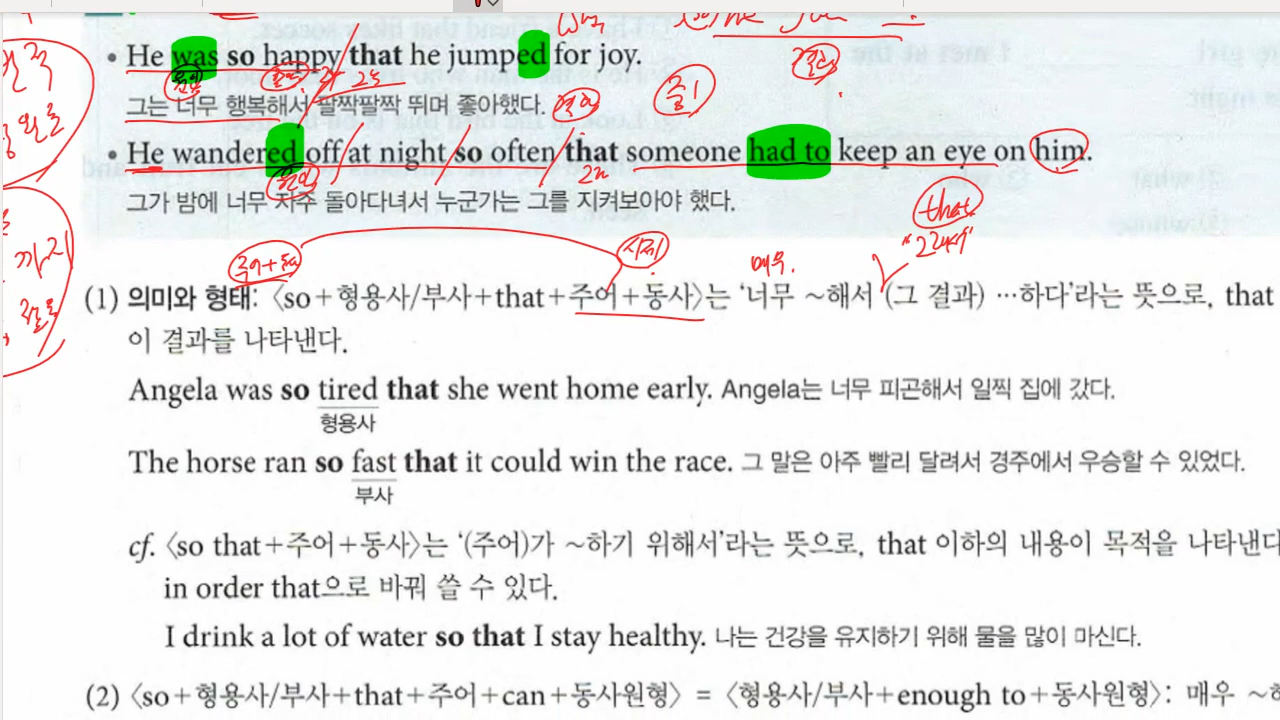 • He was so happy that he jumped for joy.
그는 너무 행복해서 팔짝팔짝 뛰며 좋아했다.
• He wandered off at night so often that someone had to keep an eye on him.
그가 밤에 너무 자주 돌아다녀서 누군가는 그를 지켜보아야 했다.
that
주어+동사
시제
매우.
"그래서"
(1) 의미와 형태: 〈so+형용사/부사+that+주어+동사〉는 '너무 ~해서 (그 결과) …하다'라는 뜻으로, that
이 결과를 나타낸다.
Angela was so tired that she went home early. Angela는 너무 피곤해서 일찍 집에 갔다.
형용사
The horse ran so fast that it could win the race. 그 말은 아주 빨리 달려서 경주에서 우승할 수 있었다.
부사
cf. 〈so that+주어+동사〉는 '(주어)가 ~하기 위해서'라는 뜻으로, that 이하의 내용이 목적을 나타낸다
in order that으로 바꿔 쓸 수 있다.
I drink a lot of water so that I stay healthy. 나는 건강을 유지하기 위해 물을 많이 마신다.
(2) 〈so+형용사/부사+that+주어+can+동사원형〉 = 〈형용사/부사+enough to+동사원형〉: 매우 ~하